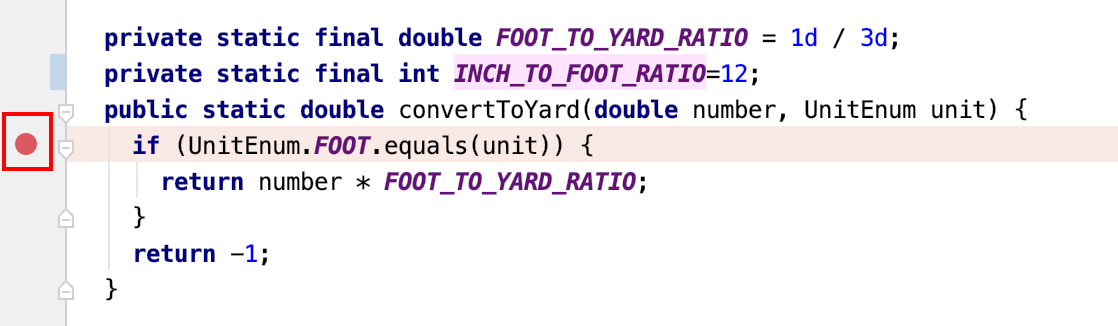 private static final double FOOT_TO_YARD_RATIO = 1d / 3d;
private static final int INCH_TO_FOOT_RATIO=12;
public static double convertToYard(double number, UnitEnum unit) {
if (UnitEnum.FOOT.equals(unit)) {
return number * FOOT_TO_YARD_RATIO;
}
return -1;
}